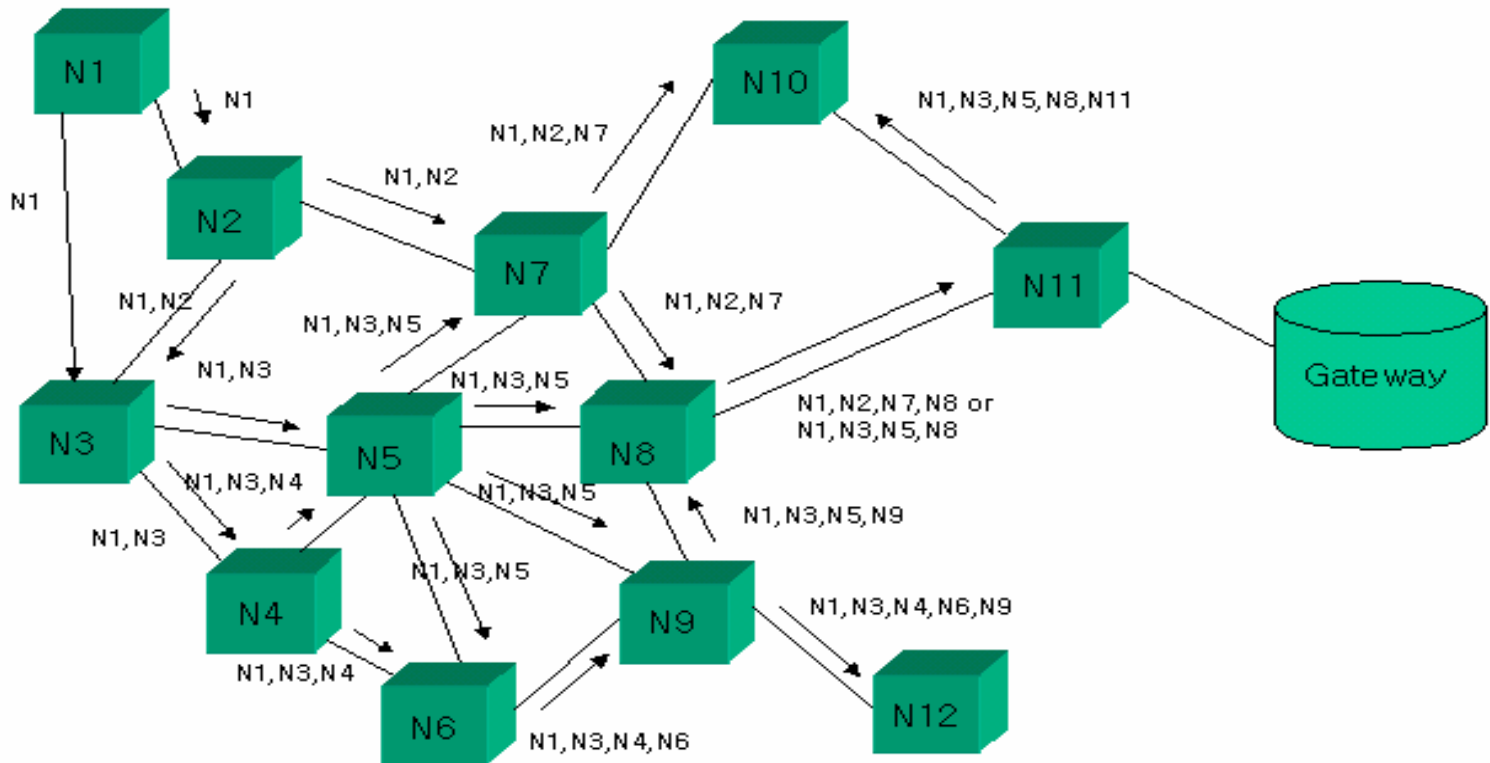 N1
N10
N1
N1,N3,N5,N8,N11
N1,N2,N7
N1,N2
N1
N2
N7
N11
N1,N2
N1,N2,N7
N1,N3,N5
N1,N3
N1,N3,N5
Gateway
N1,N2,N7,N8 or
N1,N3,N5,N8
N3
N5
N8
N1,N3,N4
N1,N3,N5
N1,N3,N5,N9
N1,N3
N1,N3,N5
N4
N9
N1,N3,N4,N6,N9
N1,N3,N4
N6
N12
N1,N3,N4,N6